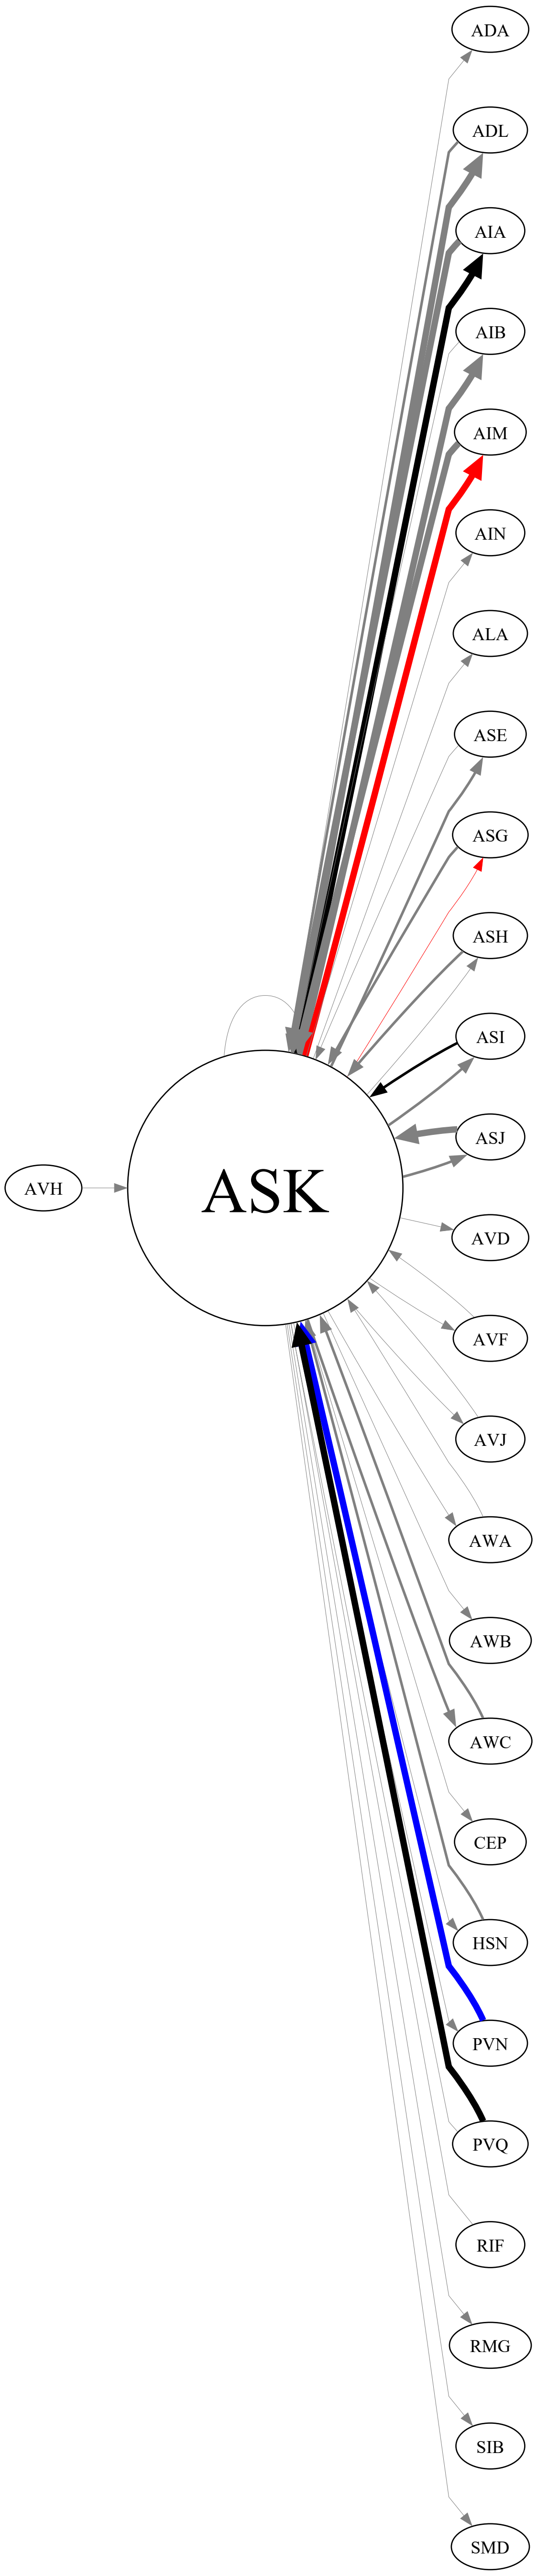 ADA
ADL
AIA
AIB
AIM
AIN
ALA
ASE
ASG
ASH
ASI
ASJ
ASK
AVH
AVD
AVF
AVJ
AWA
AWB
AWC
CEP
HSN
PVN
PVQ
RIF
RMG
SIB
SMD